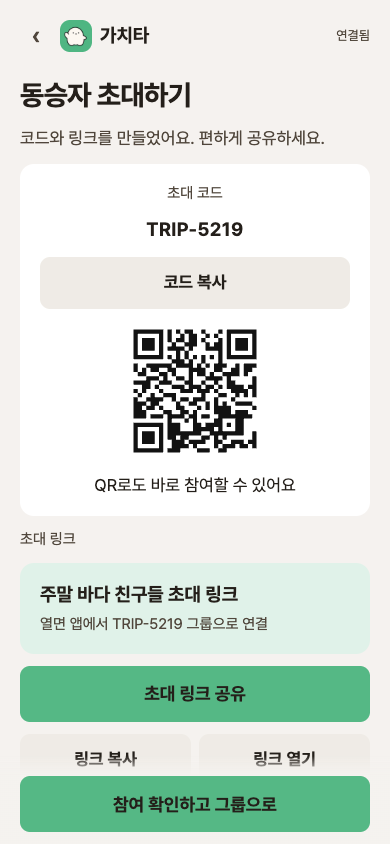 가치타
연결됨
동승자 초대하기
코드와 링크를 만들었어요. 편하게 공유하세요.
초대 코드
TRIP-5219
코드 복사
QR로도 바로 참여할 수 있어요
초대 링크
주말 바다 친구들 초대 링크
열면 앱에서 TRIP-5219 그룹으로 연결
초대 링크 공유
링크 복사
링크 열기
참여 확인하고 그룹으로